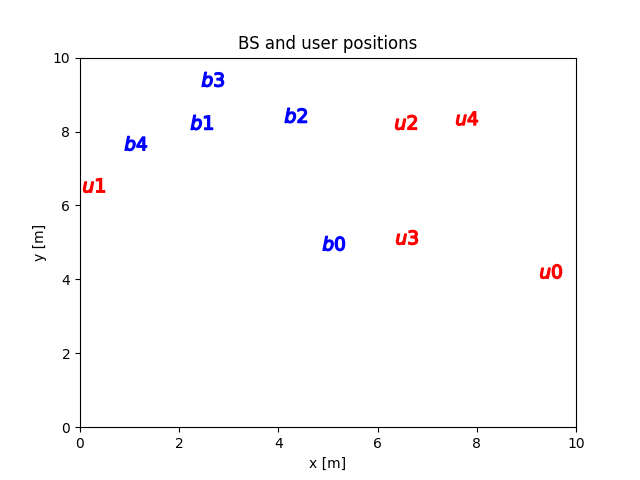 BS and user positions
10
8
6
4
2
0
y [m]
b3
b1
b2
u2
u4
b4
u1
b0
u3
u0
0 2 4 6 8 10
x [m]